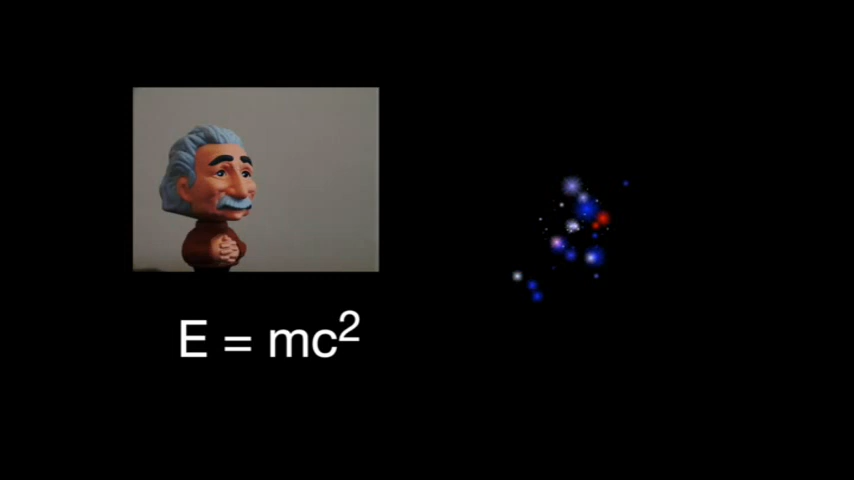 E = mc²